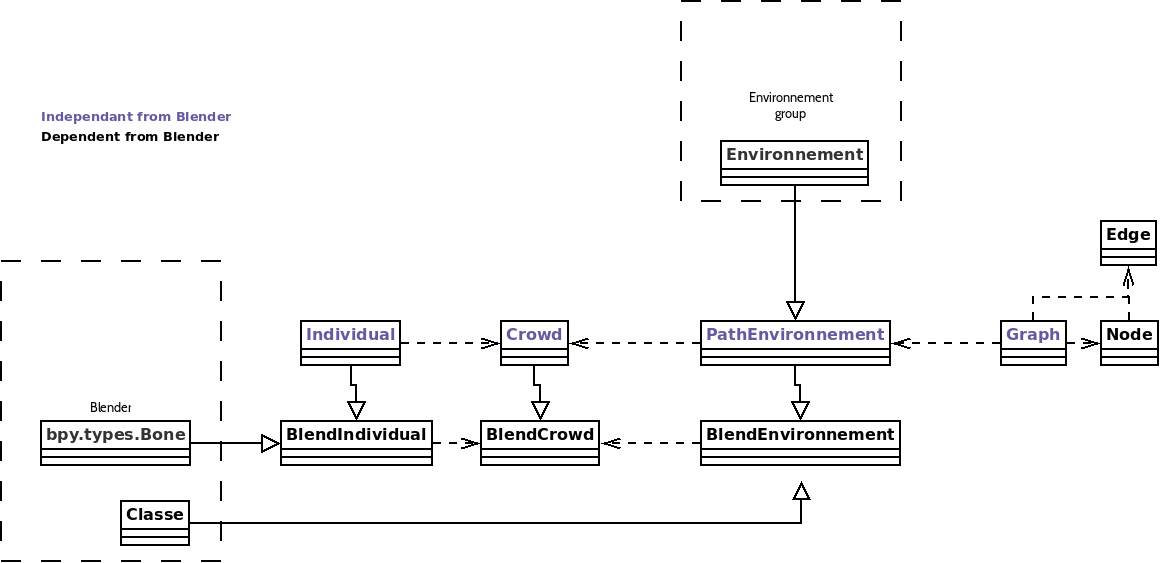 Environnement
group
Independant from Blender
Dependent from Blender
Environnement
Edge
Individual
Crowd
PathEnvironnement
Graph
Node
Blender
bpy.types.Bone
BlendIndividual
BlendCrowd
BlendEnvironnement
Classe